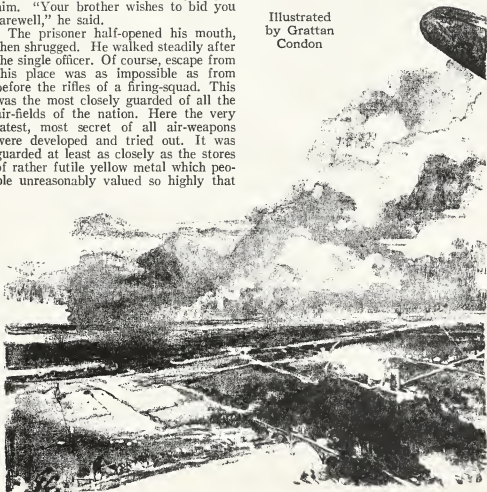 him. "Your brother wishes to bid you
farewell," he said.
The prisoner half-opened his mouth,
then shrugged. He walked steadily after
the single officer. Of course, escape from
this place was as impossible as from
before the rifles of a firing-squad. This
was the most closely guarded of all the
air-fields of the nation. Here the very
latest, most secret of all air-weapons
were developed and tried out. It was
guarded at least as closely as the stores
of rather futile yellow metal which peo-
ple unreasonably valued so highly that
Illustrated
by Grattan
Condon